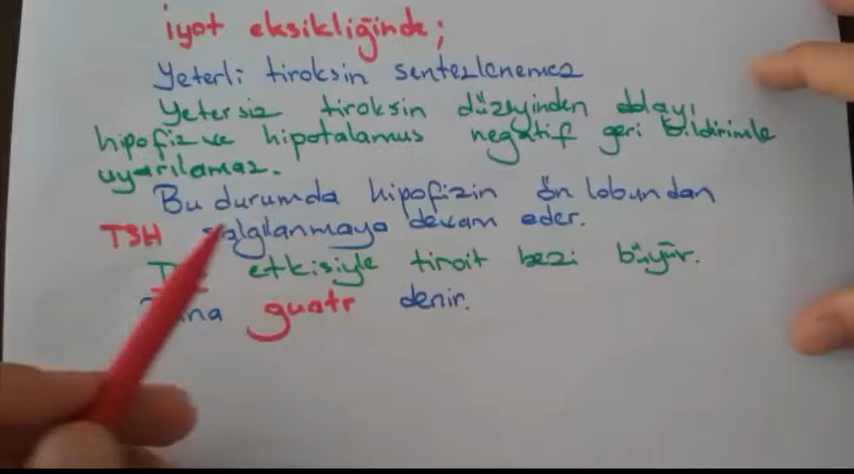 iyot eksikliğinde;
Yeterli tiroksin sentezlenemez
Yetersiz tiroksin düzeyinden dolayı
hipofiz ve hipotalamus negatif geri bildirimle
uyarılamaz.
Bu durumda hipofizin ön lobundan
TSH salgılanmaya devam eder.
etkisiyle tiroit bezi büyür.
guatr denir.